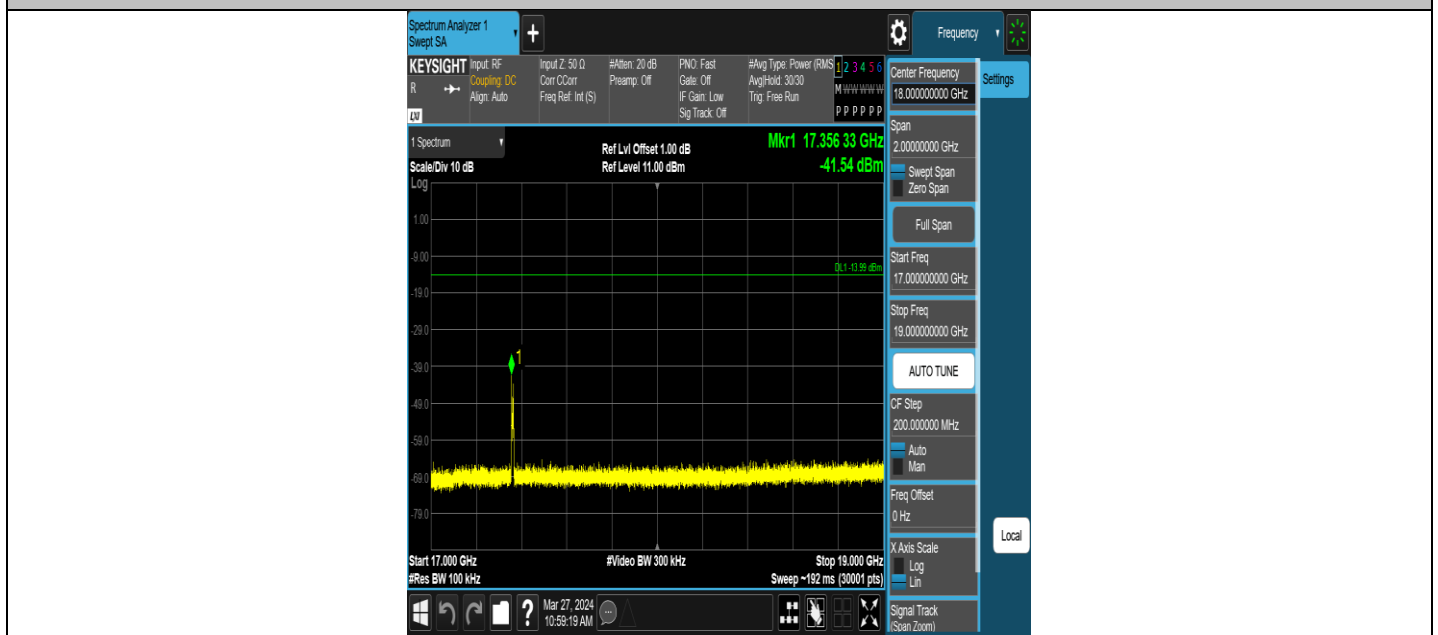 Spectrum Analyzer 1
Swept SA
+
Frequency
KEYSIGHT
R
LXI
Input: RF
Coupling: DC
Align: Auto
Input Z: 50 Ω
Corr CCorr
Freq Ref: Int (S)
#Atten: 20 dB
Preamp: Off
PNO: Fast
Gate: Off
IF Gain: Low
Sig Track: Off
#Avg Type: Power (RMS
Avg|Hold: 30/30
Trig: Free Run
1 2 3 4 5 6
M W W W W W
P P P P P P
1 Spectrum
Scale/Div 10 dB
Log
Ref Lvl Offset 1.00 dB
Ref Level 11.00 dBm
Mkr1 17.356 33 GHz
-41.54 dBm
1.00
-9.00
DL1 -13.99 dBm
-19.0
-29.0
1
-39.0
-49.0
-59.0
-69.0
-79.0
Start 17.000 GHz
#Res BW 100 kHz
#Video BW 300 kHz
Stop 19.000 GHz
Sweep ~192 ms (30001 pts)
?
Mar 27, 2024
10:59:19 AM
Center Frequency
18.000000000 GHz
Settings
Span
2.00000000 GHz
Swept Span
Zero Span
Full Span
Start Freq
17.000000000 GHz
Stop Freq
19.000000000 GHz
AUTO TUNE
CF Step
200.000000 MHz
Auto
Man
Freq Offset
0 Hz
Local
X Axis Scale
Log
Lin
Signal Track
(Span Zoom)